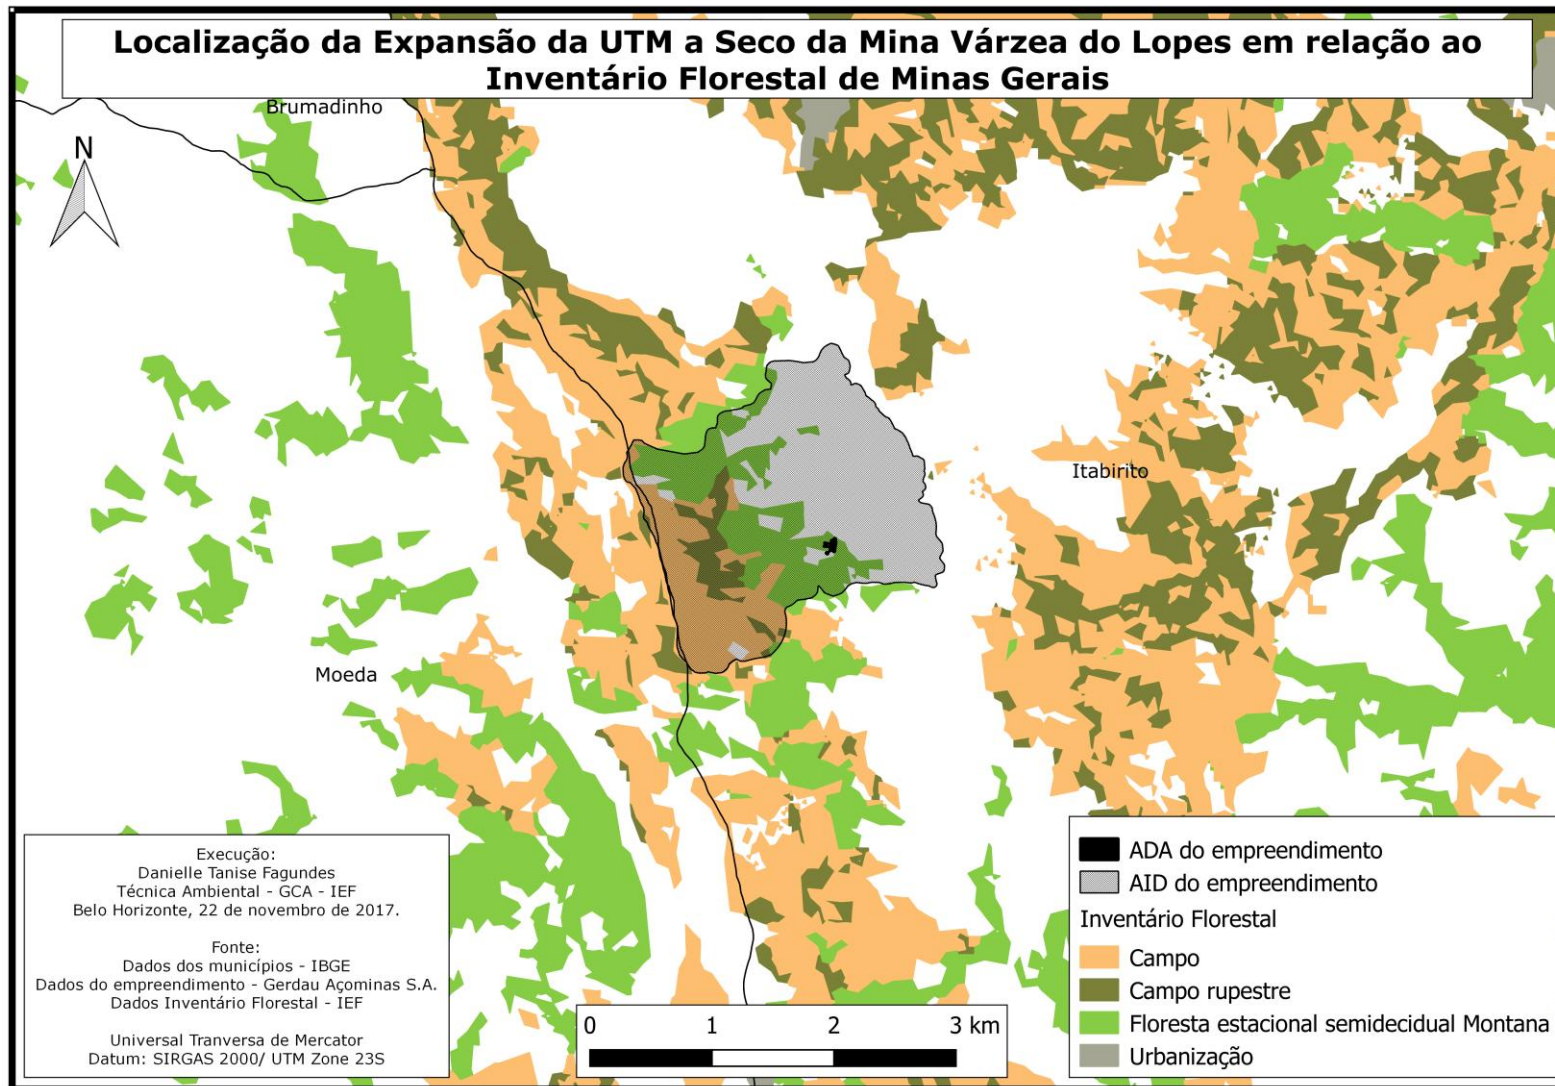 Localização da Expansão da UTM a Seco da Mina Várzea do Lopes em relação ao
Inventário Florestal de Minas Gerais
Brumadinho
N
Itabirito
Moeda
Execução:
Danielle Tanise Fagundes
Técnica Ambiental - GCA - IEF
Belo Horizonte, 22 de novembro de 2017.
Fonte:
Dados dos municípios - IBGE
Dados do empreendimento - Gerdau Açominas S.A.
Dados Inventário Florestal - IEF
Universal Tranversa de Mercator
Datum: SIRGAS 2000/ UTM Zone 23S
0 1 2 3 km
ADA do empreendimento
AID do empreendimento
Inventário Florestal
Campo
Campo rupestre
Floresta estacional semidecidual Montana
Urbanização